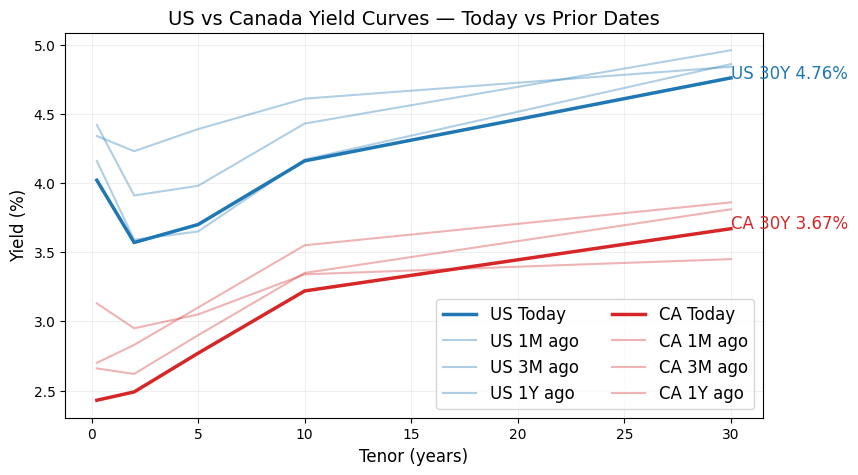 US vs Canada Yield Curves — Today vs Prior Dates
5.0
4.5
4.0
3.5
3.0
2.5
Yield (%)
US 30Y 4.76%
CA 30Y 3.67%
US Today
US 1M ago
US 3M ago
US 1Y ago
CA Today
CA 1M ago
CA 3M ago
CA 1Y ago
0 5 10 15 20 25 30
Tenor (years)